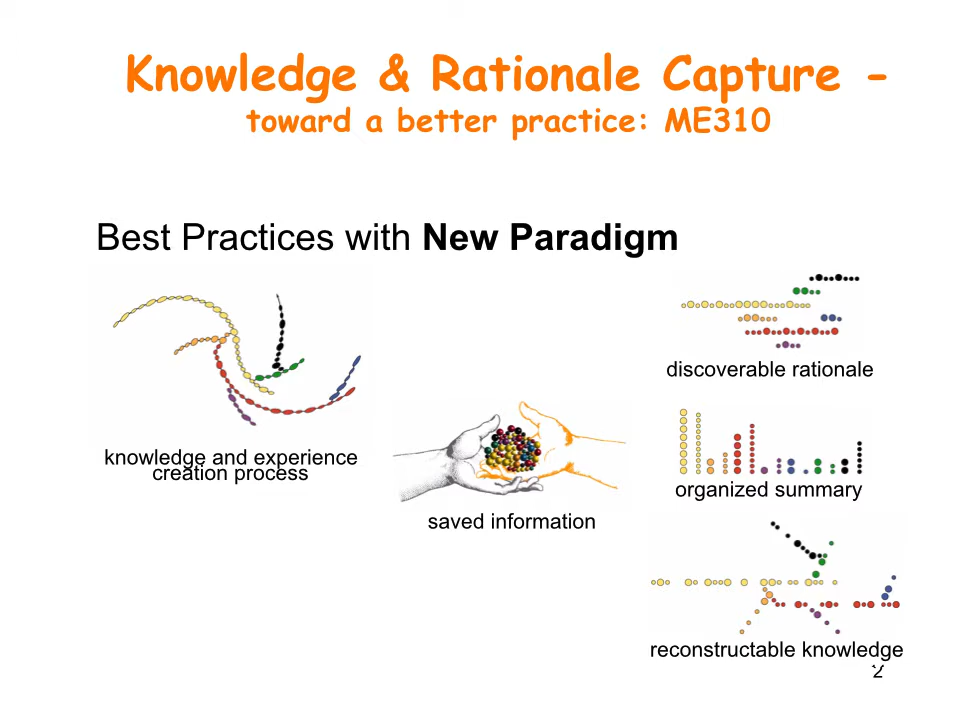 Knowledge & Rationale Capture -
toward a better practice: ME310
Best Practices with New Paradigm
knowledge and experience
creation process
saved information
discoverable rationale
organized summary
reconstructable knowledge
2